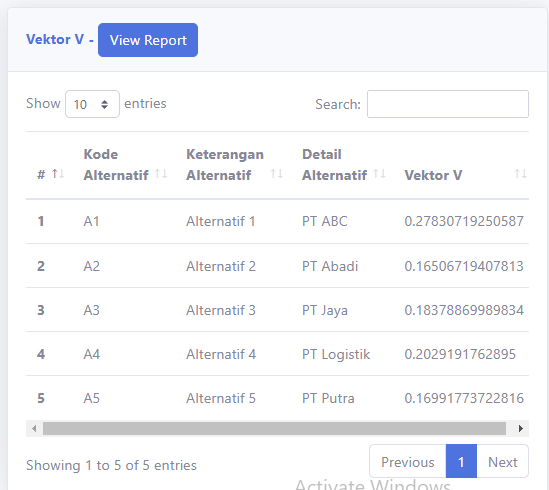 Vektor V - View Report
Show 10 entries Search:
# Kode Alternatif Keterangan Alternatif Detail Alternatif Vektor V
1 A1 Alternatif 1 PT ABC 0.27830719250587
2 A2 Alternatif 2 PT Abadi 0.16506719407813
3 A3 Alternatif 3 PT Jaya 0.18378869989834
4 A4 Alternatif 4 PT Logistik 0.2029191762895
5 A5 Alternatif 5 PT Putra 0.16991773722816
Showing 1 to 5 of 5 entries Previous 1 Next
Activate Windows